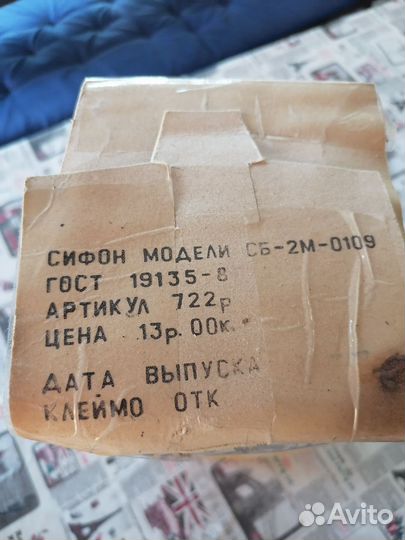 СИФОН МОДЕЛИ СБ-2М-0109
ГОСТ 19135-8
АРТИКУЛ 722р
ЦЕНА 13р.00к.
ДАТА ВЫПУСКА
КЛЕЙМО ОТК
Avito